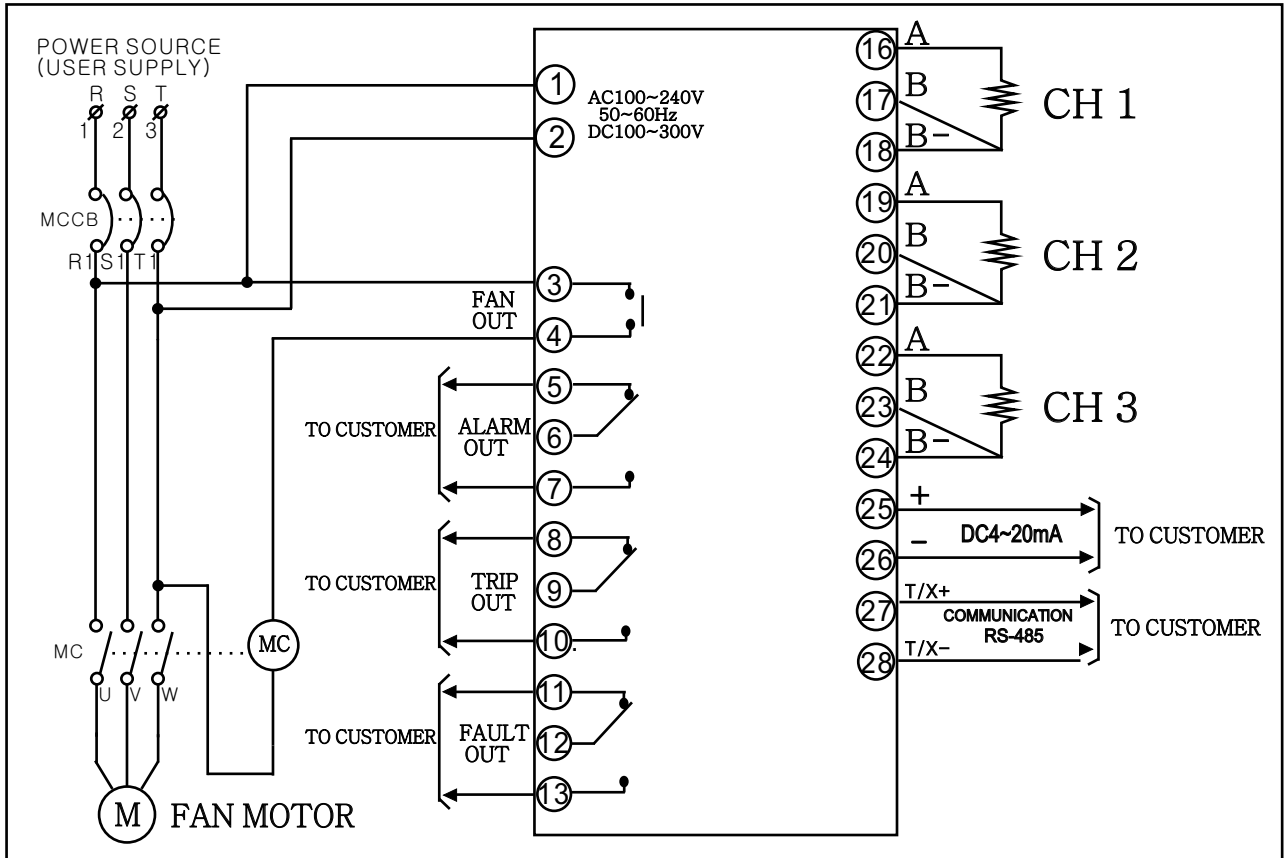 POWER SOURCE
(USER SUPPLY)
R S T
1 2 3
MCCB
R1 S1 T1
MC
U V W
M
FAN MOTOR
MC
1
2
AC100~240V
50~60Hz
DC100~300V
3
FAN
OUT
4
5
TO CUSTOMER
ALARM
OUT
6
7
8
TO CUSTOMER
TRIP
OUT
9
10.
11
TO CUSTOMER
FAULT
OUT
12
13
16 A
17 B
18 B-
CH 1
19 A
20 B
21 B-
CH 2
22 A
23 B
24 B-
CH 3
25 +
26 -
DC4~20mA
TO CUSTOMER
27 T/X+
COMMUNICATION
RS-485
28 T/X-
TO CUSTOMER